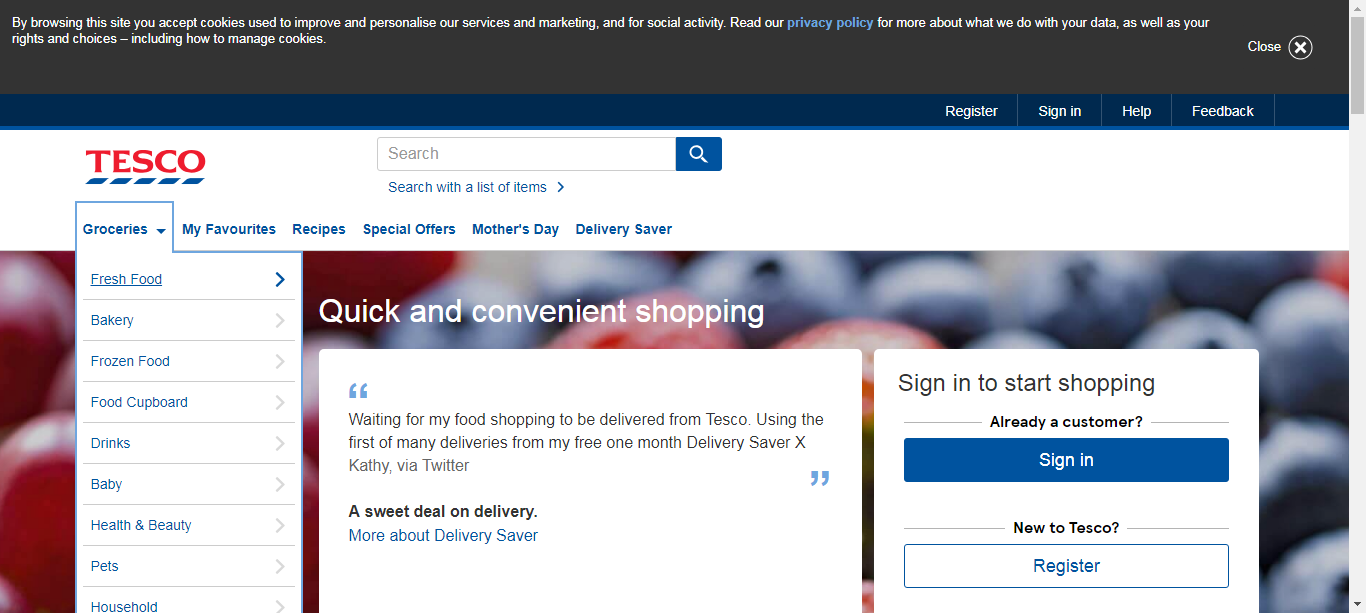 By browsing this site you accept cookies used to improve and personalise our services and marketing, and for social activity. Read our privacy policy for more about what we do with your data, as well as your
rights and choices – including how to manage cookies.
Close
Register
Sign in
Help
Feedback
TESCO
Search
Search with a list of items
Groceries
My Favourites
Recipes
Special Offers
Mother's Day
Delivery Saver
Fresh Food
Bakery
Frozen Food
Food Cupboard
Drinks
Baby
Health & Beauty
Pets
Household
Quick and convenient shopping
“
Waiting for my food shopping to be delivered from Tesco. Using the
first of many deliveries from my free one month Delivery Saver X
Kathy, via Twitter
”
A sweet deal on delivery.
More about Delivery Saver
Sign in to start shopping
Already a customer?
Sign in
New to Tesco?
Register